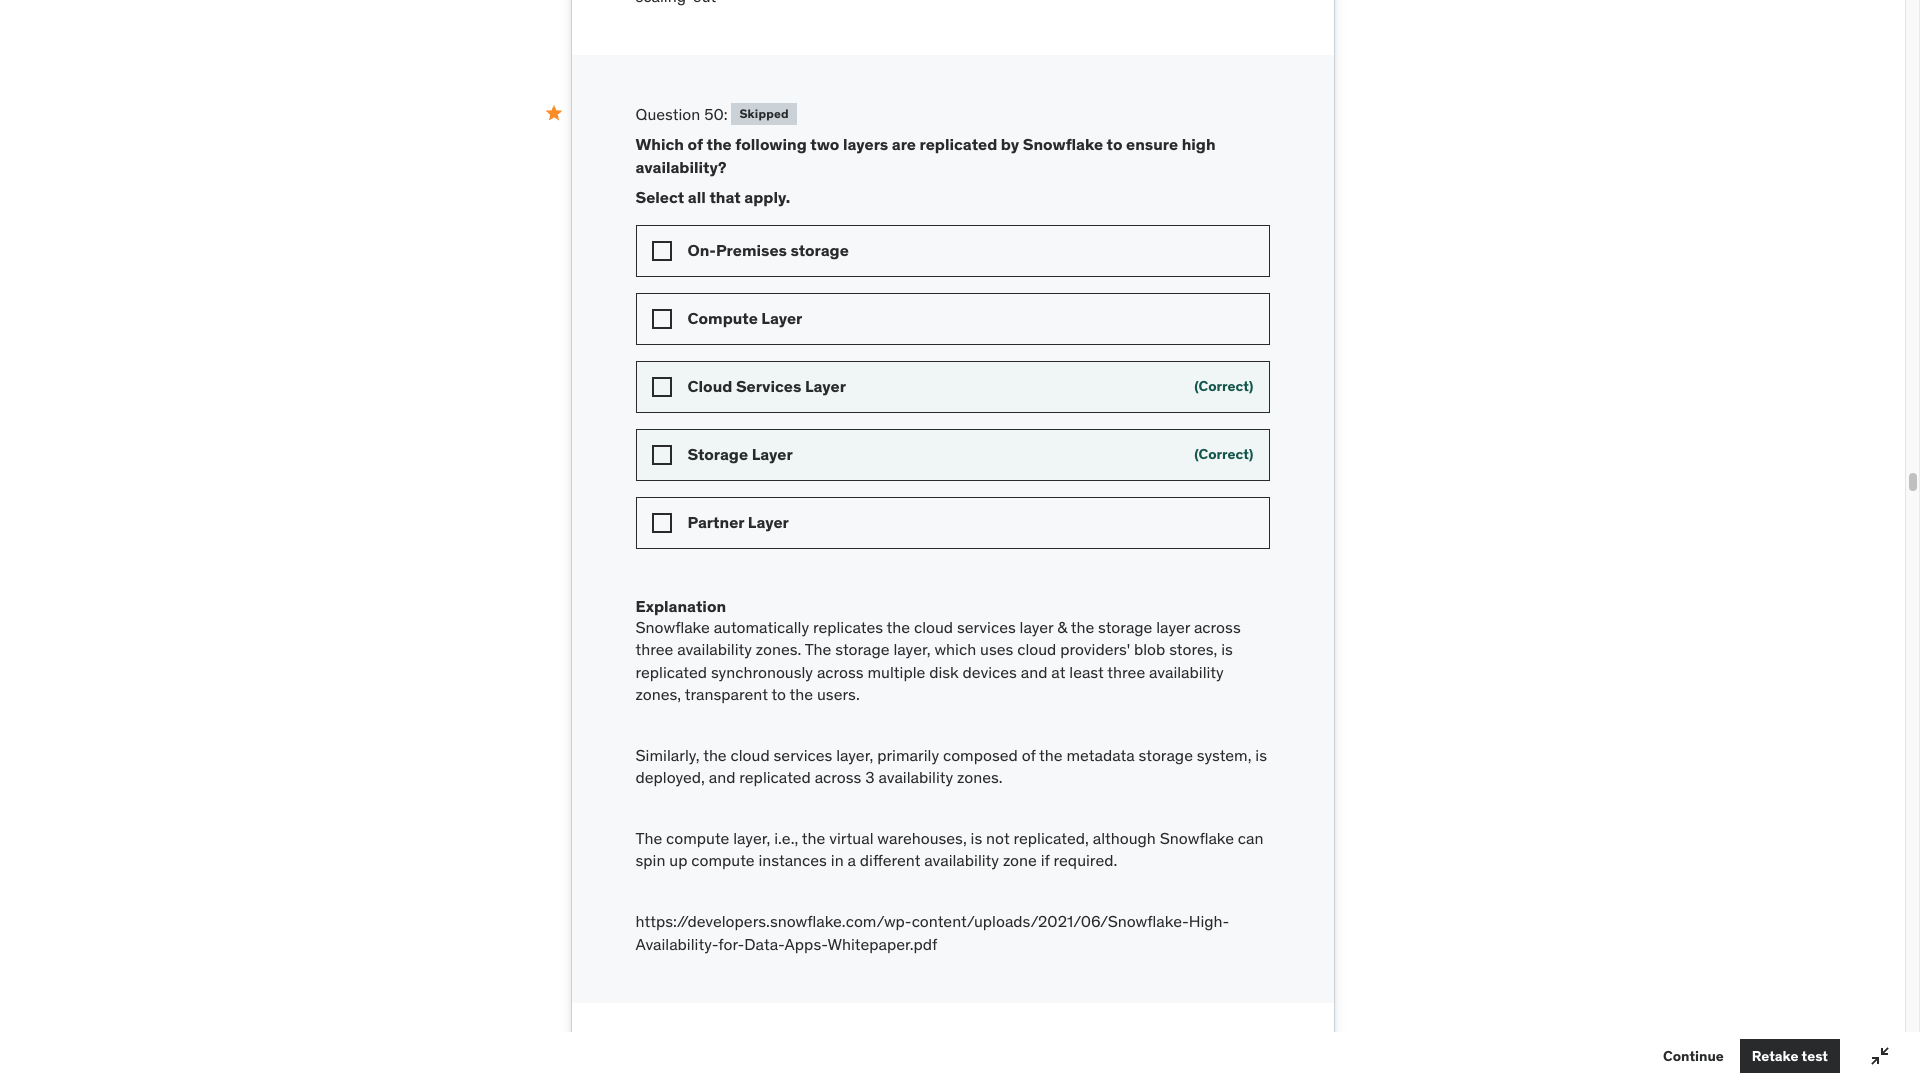 Question 50: Skipped
Which of the following two layers are replicated by Snowflake to ensure high
availability?
Select all that apply.
On-Premises storage
Compute Layer
Cloud Services Layer (Correct)
Storage Layer (Correct)
Partner Layer
Explanation
Snowflake automatically replicates the cloud services layer & the storage layer across
three availability zones. The storage layer, which uses cloud providers' blob stores, is
replicated synchronously across multiple disk devices and at least three availability
zones, transparent to the users.
Similarly, the cloud services layer, primarily composed of the metadata storage system, is
deployed, and replicated across 3 availability zones.
The compute layer, i.e., the virtual warehouses, is not replicated, although Snowflake can
spin up compute instances in a different availability zone if required.
https://developers.snowflake.com/wp-content/uploads/2021/06/Snowflake-High-
Availability-for-Data-Apps-Whitepaper.pdf
Continue Retake test